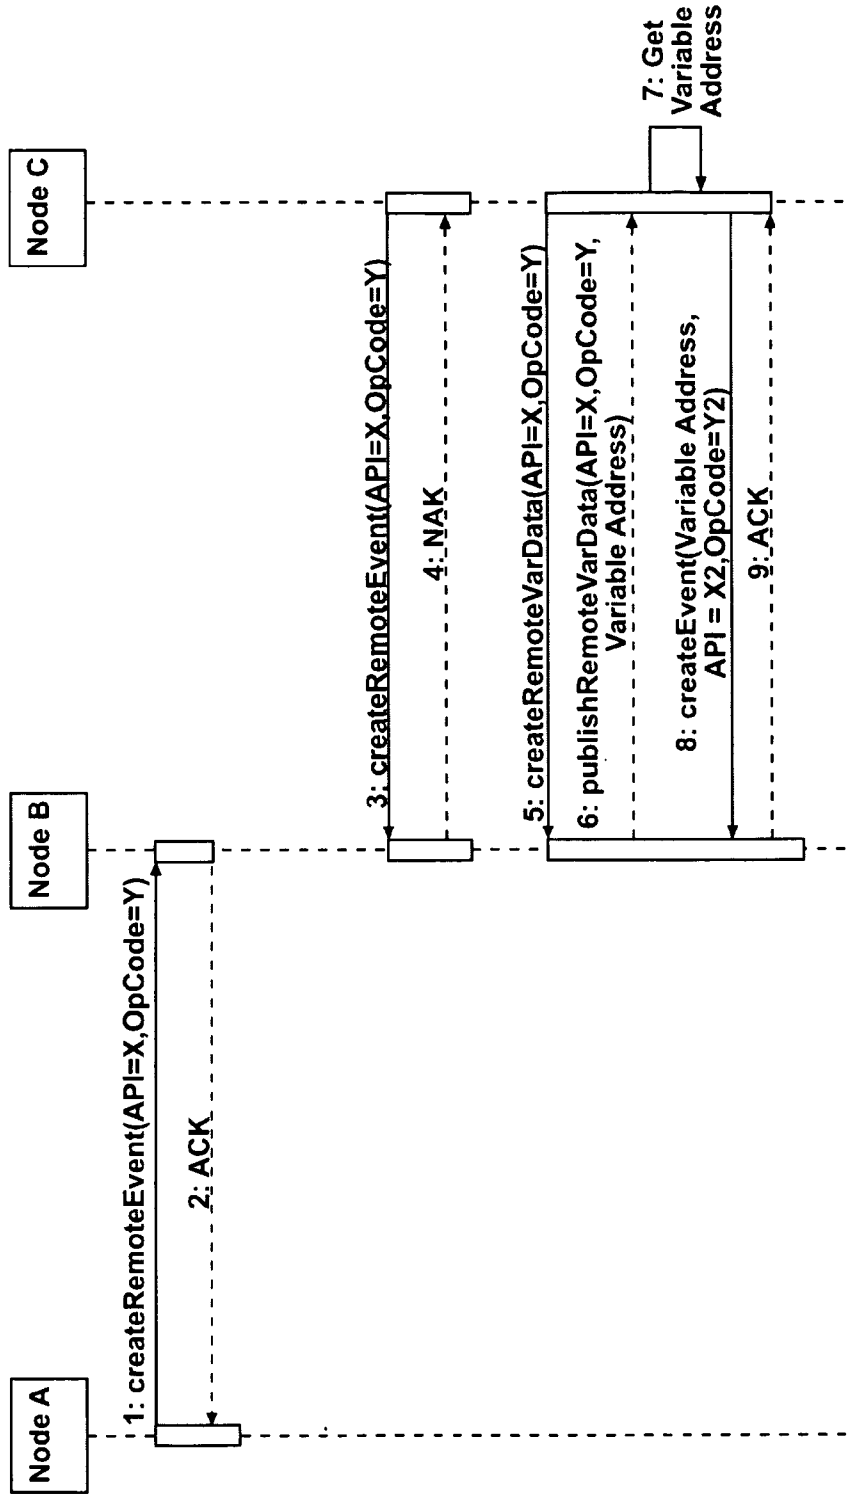 Node A
Node B
Node C
1: createRemoteEvent(API=X,OpCode=Y)
2: ACK
3: createRemoteEvent(API=X,OpCode=Y)
4: NAK
5: createRemoteVarData(API=X,OpCode=Y)
6: publishRemoteVarData(API=X,OpCode=Y,
Variable Address)
7: Get
Variable
Address
8: createEvent(Variable Address,
API = X2,OpCode=Y2)
9: ACK